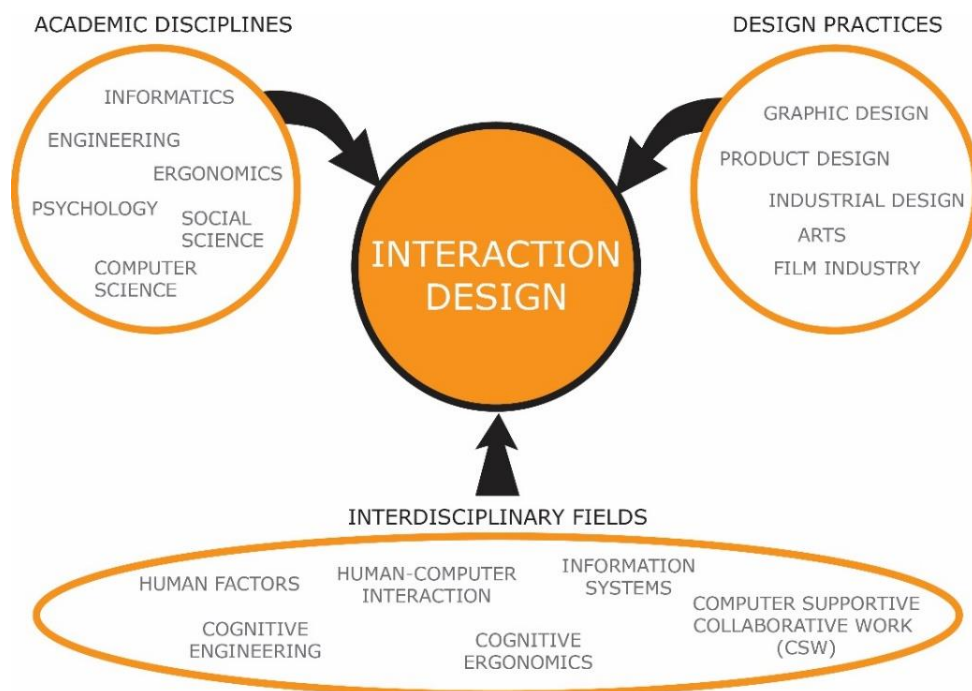 ACADEMIC DISCIPLINES
INFORMATICS
ENGINEERING
ERGONOMICS
PSYCHOLOGY
SOCIAL
SCIENCE
COMPUTER
SCIENCE
DESIGN PRACTICES
GRAPHIC DESIGN
PRODUCT DESIGN
INDUSTRIAL DESIGN
ARTS
FILM INDUSTRY
INTERACTION
DESIGN
INTERDISCIPLINARY FIELDS
HUMAN FACTORS
HUMAN-COMPUTER
INTERACTION
INFORMATION
SYSTEMS
COGNITIVE
ENGINEERING
COGNITIVE
ERGONOMICS
COMPUTER SUPPORTIVE
COLLABORATIVE WORK
(CSW)